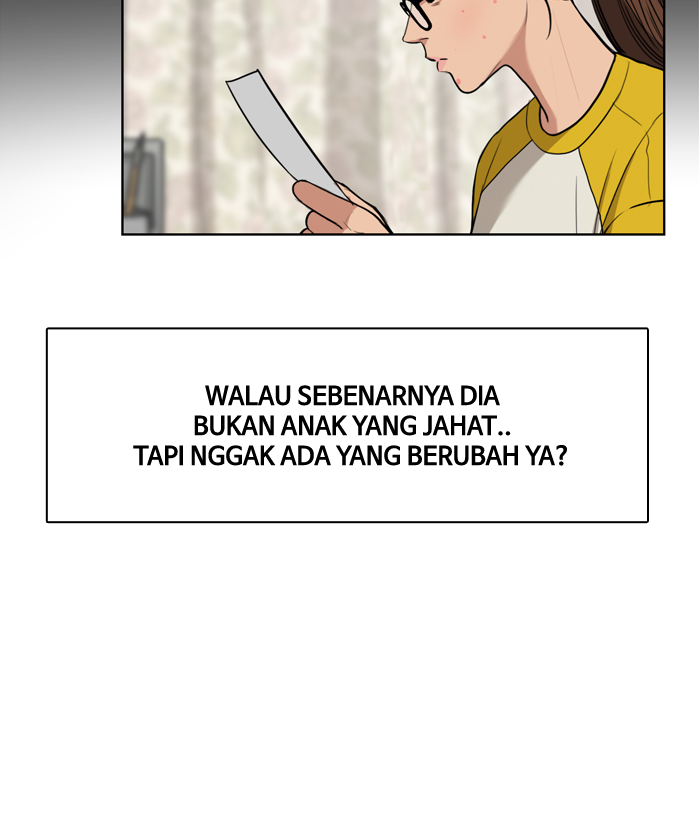 WALAU SEBENARNYA DIA
BUKAN ANAK YANG JAHAT..
TAPI NGGAK ADA YANG BERUBAH YA?